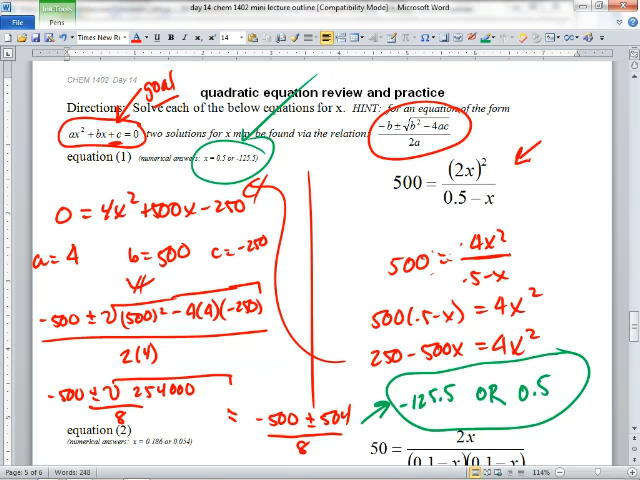 day 14 chem 1402 mini lecture outline [Compatibility Mode] - Microsoft Word
Ink Tools
File
Pens
Times New Ro
14
CHEM 1402 Day 14
goal
quadratic equation review and practice
Directions: Solve each of the below equations for x. HINT: for an equation of the form
ax² + bx + c = 0 two solutions for x may be found via the relation: (-b ± √b² - 4ac) / 2a
equation (1) (numerical answers: x = 0.5 or -125.5)
500 = (2x)² / 0.5 - x
0 = 4x² + 500x - 250
a = 4 b = 500 c = -250
500 = 4x² / .5 - x
-500 ± √(500)² - 4(4)(-250)
2(4)
500(.5 - x) = 4x²
250 - 500x = 4x²
-500 ± √254000
8
= -500 ± 504
8
-125.5 OR 0.5
equation (2)
(numerical answers: x = 0.186 or 0.054)
50 = 2x / (0.1 - x)(0.1 - x)
Page: 5 of 6 Words: 248 114%